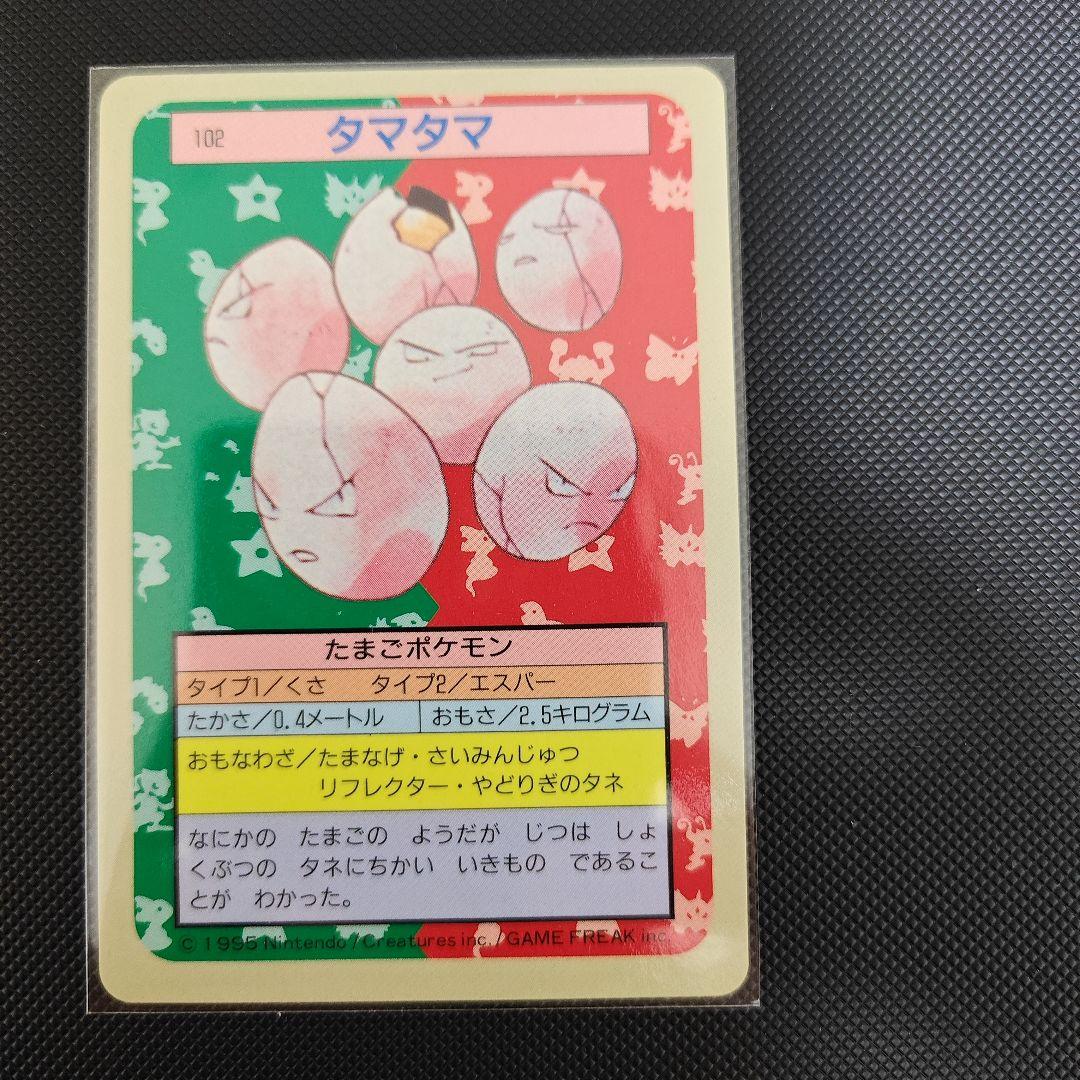 102 タマタマ
たまごポケモン
タイプ1/くさ タイプ2/エスパー
たかさ/0.4メートル おもさ/2.5キログラム
おもなわざ/たまなげ・さいみんじゅつ
リフレクター・やどりぎのタネ
なにかの たまごの ようだが じつは しょ
くぶつの タネにちかい いきもの であるこ
とが わかった。
© 1995 Nintendo/Creatures inc./GAME FREAK inc.